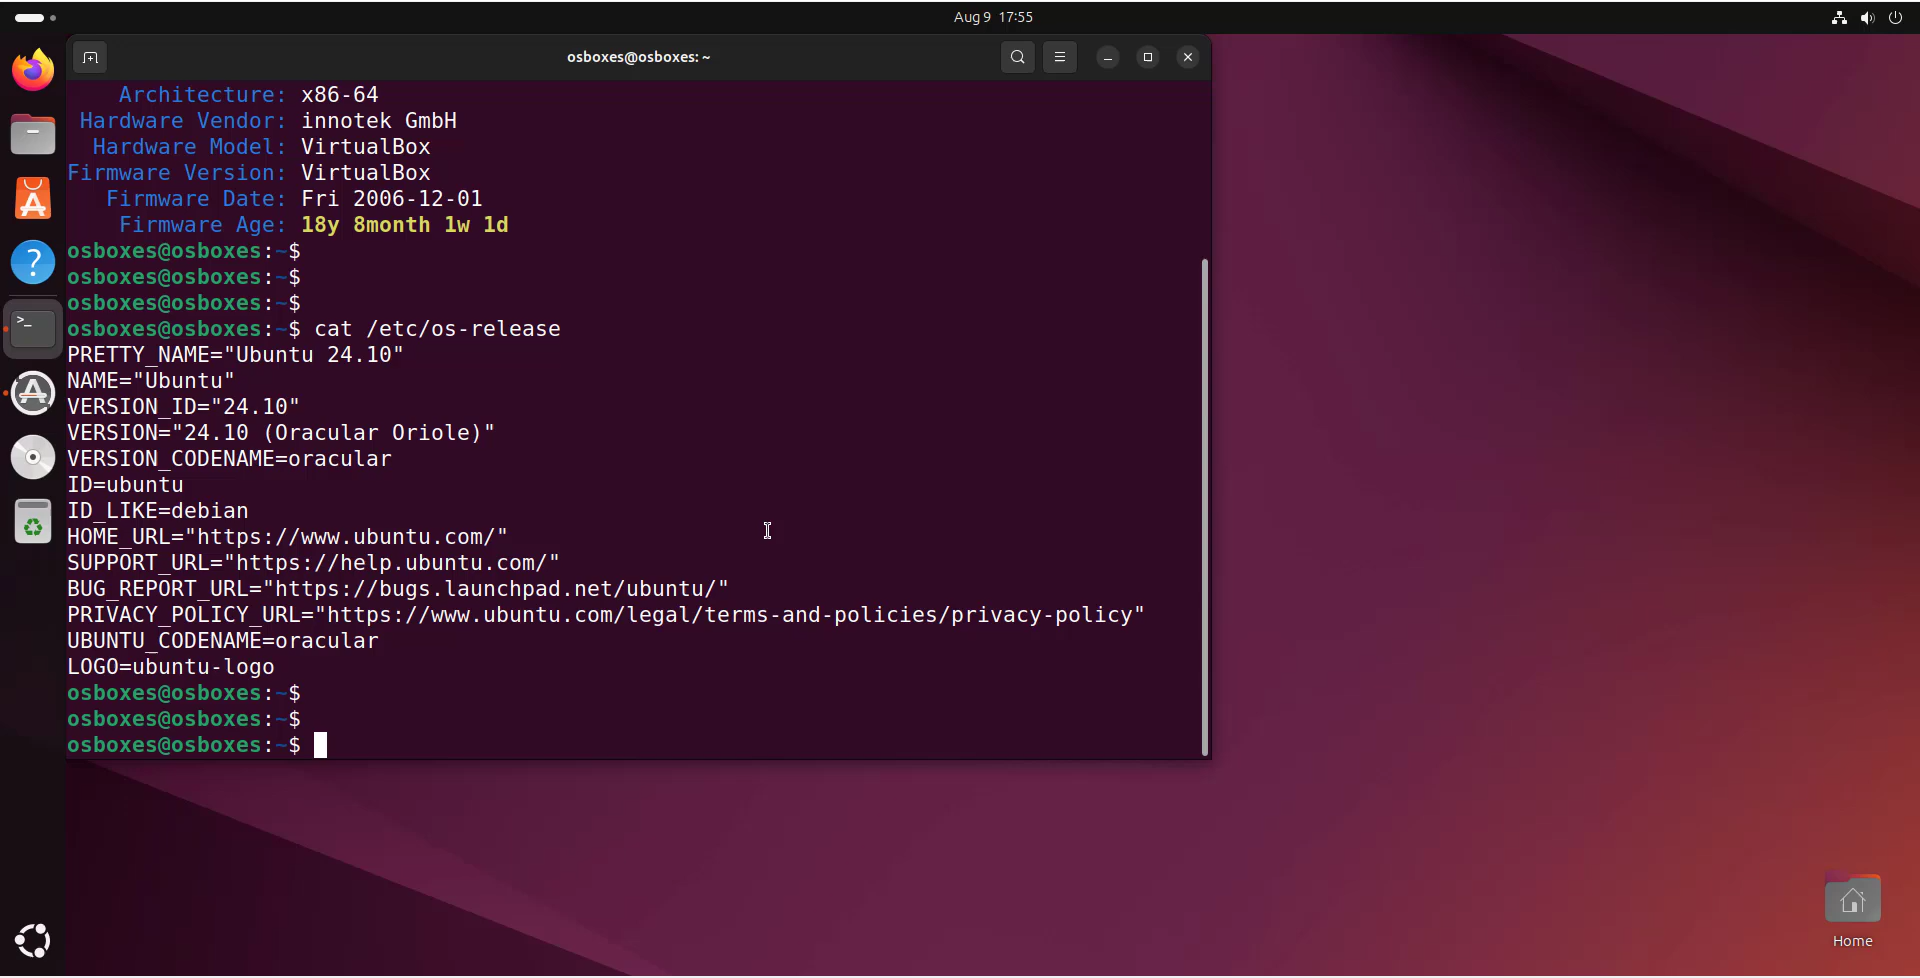 Aug 9 17:55
osboxes@osboxes: ~
Architecture: x86-64
Hardware Vendor: innotek GmbH
Hardware Model: VirtualBox
Firmware Version: VirtualBox
Firmware Date: Fri 2006-12-01
Firmware Age: 18y 8month 1w 1d
osboxes@osboxes:~$
osboxes@osboxes:~$
osboxes@osboxes:~$
osboxes@osboxes:~$ cat /etc/os-release
PRETTY_NAME="Ubuntu 24.10"
NAME="Ubuntu"
VERSION_ID="24.10"
VERSION="24.10 (Oracular Oriole)"
VERSION_CODENAME=oracular
ID=ubuntu
ID_LIKE=debian
HOME_URL="https://www.ubuntu.com/"
SUPPORT_URL="https://help.ubuntu.com/"
BUG_REPORT_URL="https://bugs.launchpad.net/ubuntu/"
PRIVACY_POLICY_URL="https://www.ubuntu.com/legal/terms-and-policies/privacy-policy"
UBUNTU_CODENAME=oracular
LOGO=ubuntu-logo
osboxes@osboxes:~$
osboxes@osboxes:~$
osboxes@osboxes:~$
Home